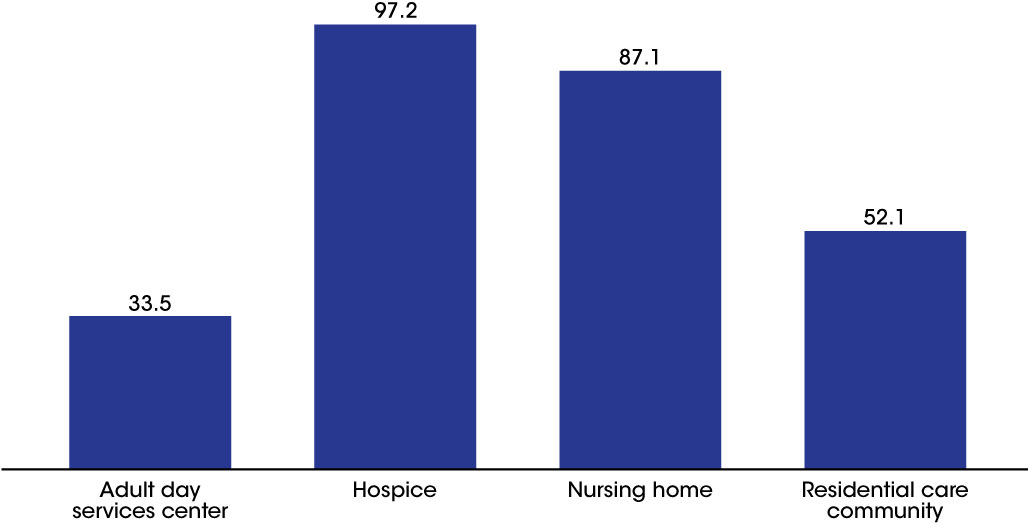 97.2
87.1
52.1
33.5
Adult day
services center
Hospice
Nursing home
Residential care
community